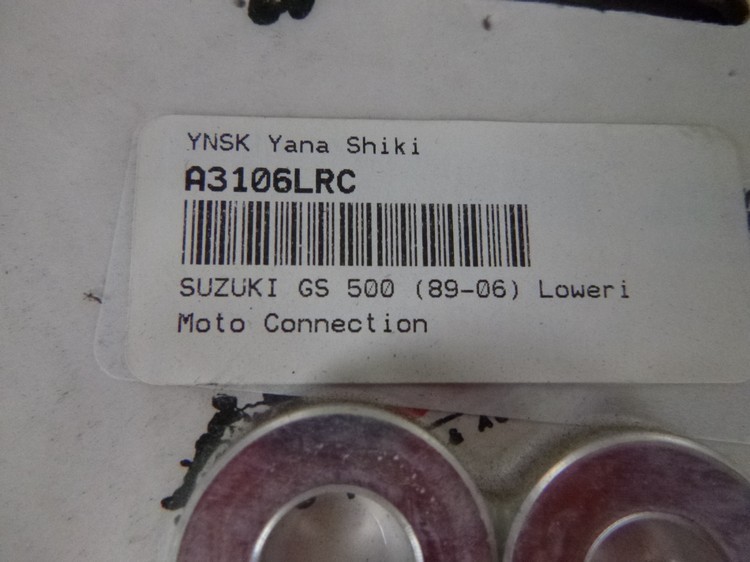 YNSK Yana Shiki
A3106LRC
SUZUKI GS 500 (89-06) Loweri
Moto Connection